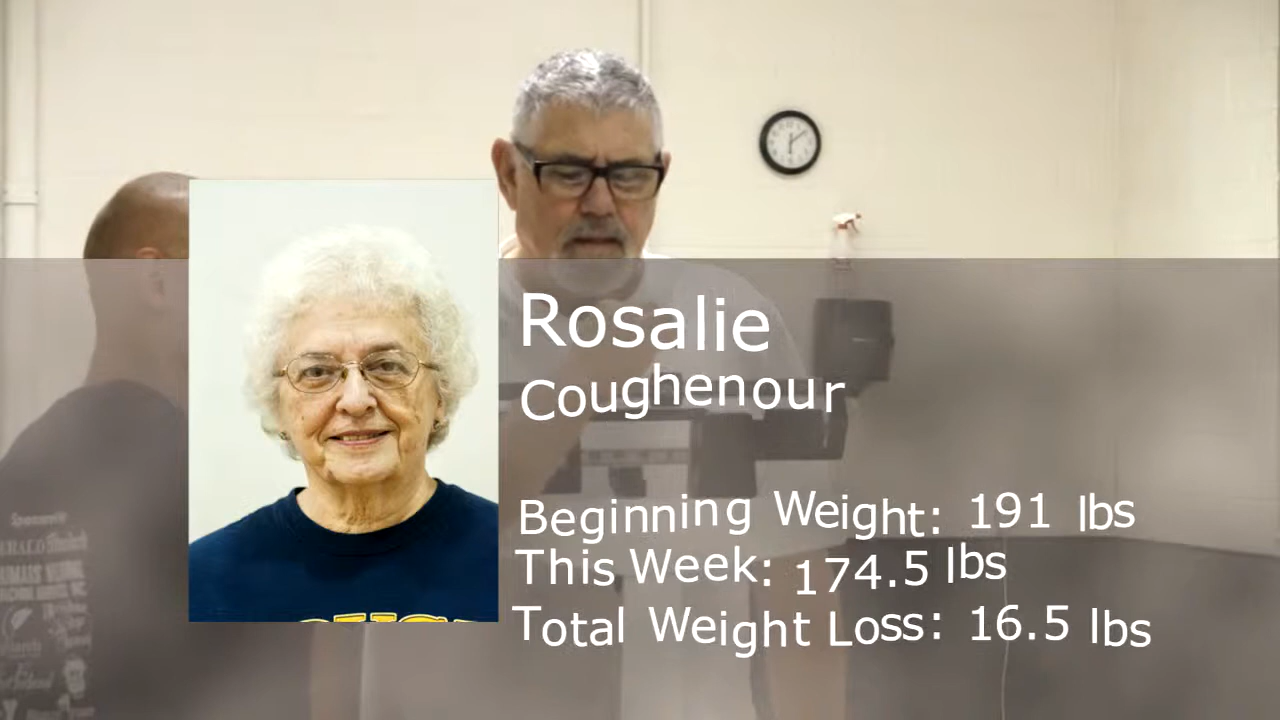 Rosalie
Coughenour
Beginning Weight: 191 lbs
This Week: 174.5 lbs
Total Weight Loss: 16.5 lbs